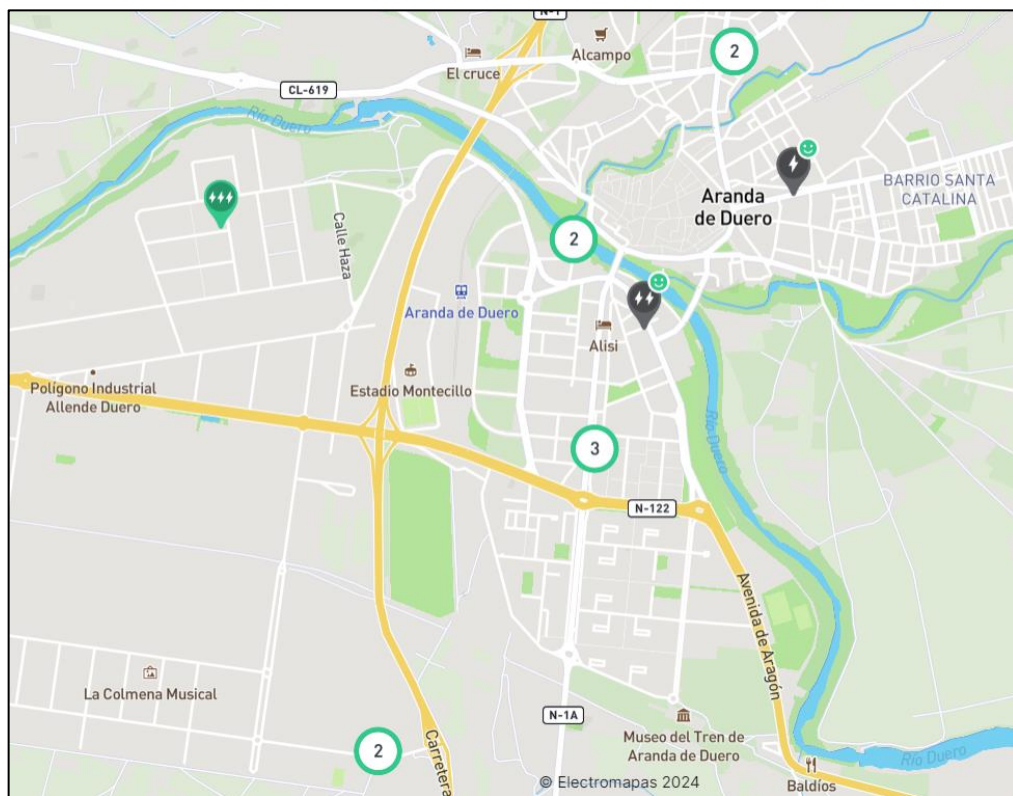 N-1
2
Alcampo
El cruce
CL-619
Río Duero
BARRIO SANTA
CATALINA
Aranda
de Duero
Calle Haza
2
Aranda de Duero
Alisi
Polígono Industrial
Allende Duero
Estadio Montecillo
Río Duero
3
N-122
Avenida de Aragón
La Colmena Musical
N-1A
Museo del Tren de
Aranda de Duero
2
Carretera
Río Duero
© Electromapas 2024
Baldíos